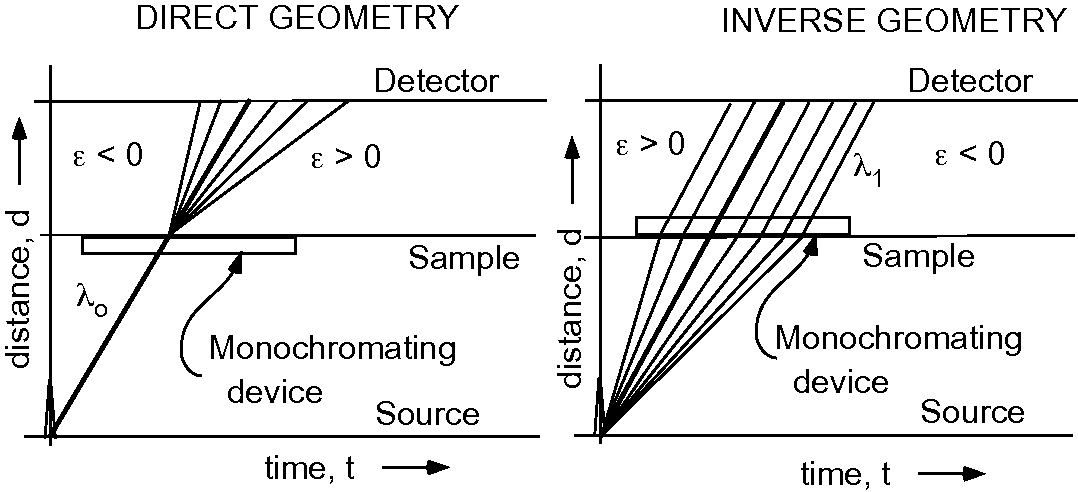 DIRECT GEOMETRY
Detector
ε < 0
ε > 0
distance, d
Sample
λo
Monochromating
device
Source
time, t
INVERSE GEOMETRY
Detector
ε > 0
λ1
ε < 0
distance, d
Sample
Monochromating
device
Source
time, t